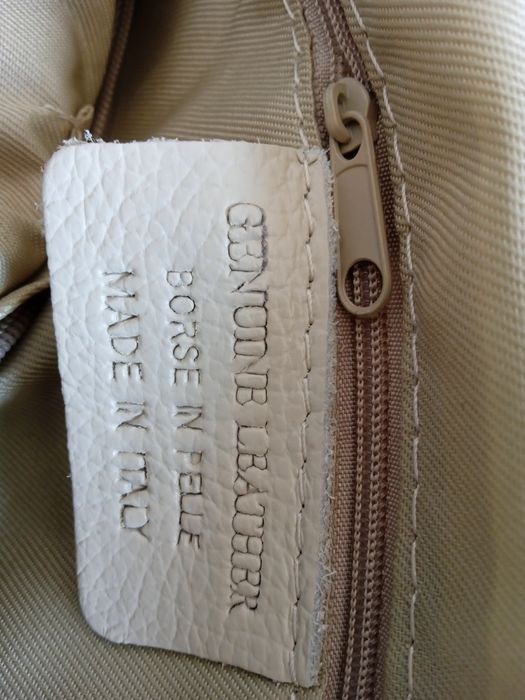 GENUINE LEATHER
BORSE IN PELLE
MADE IN ITALY